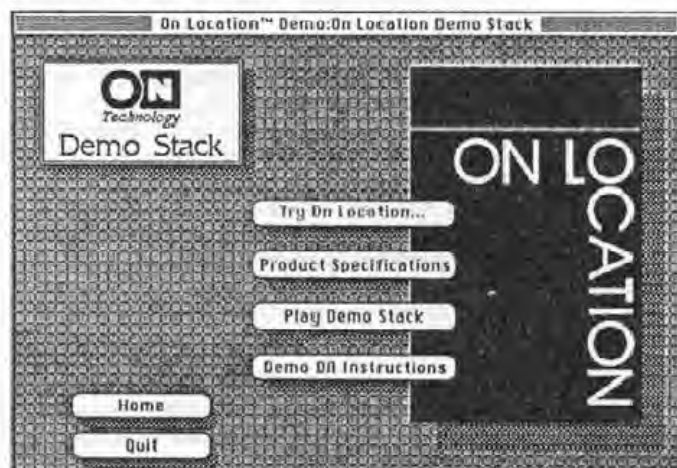 On Location™ Demo:On Location Demo Stack
ON
Technology
Demo Stack
ON LOCATION
Try On Location...
Product Specifications
Play Demo Stack
Demo DA Instructions
Home
Quit